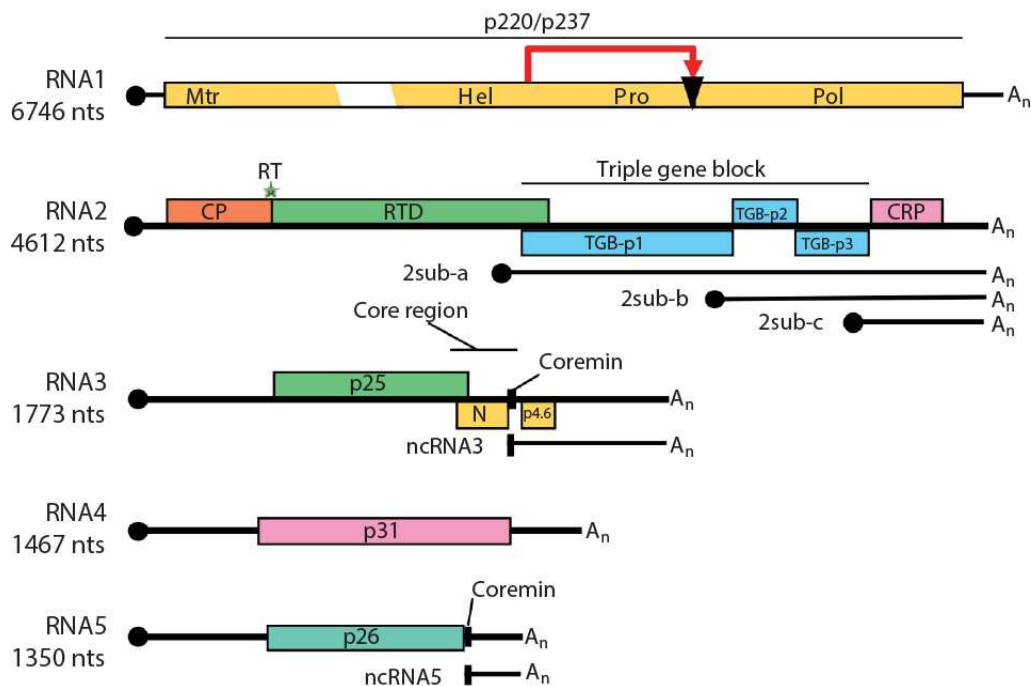 p220/p237
RNA1
6746 nts
Mtr Hel Pro Pol An
RT
Triple gene block
RNA2
4612 nts
CP RTD TGB-p2 CRP An
TGB-p1 TGB-p3
2sub-a An
2sub-b An
2sub-c An
Core region
Coremin
RNA3
1773 nts
p25 An
N p4.6
ncRNA3 An
RNA4
1467 nts
p31 An
Coremin
RNA5
1350 nts
p26 An
ncRNA5 An